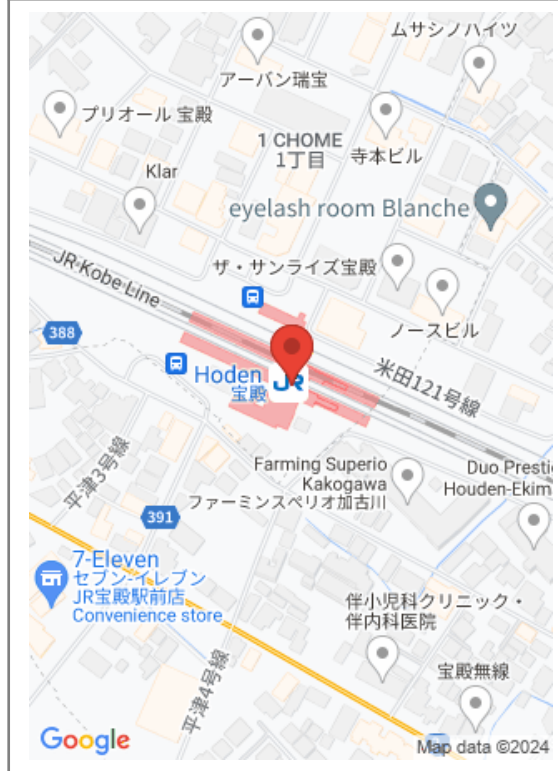 ムサシノハイツ
アーバン瑞宝
プリオール 宝殿
1 CHOME
1丁目
寺本ビル
Klar
eyelash room Blanche
JR Kobe Line
ザ・サンライズ宝殿
388
ノースビル
米田121号線
Hoden
宝殿
JR
平津3号線
Farming Superio
Kakogawa
ファーミンスペリオ加古川
Duo Prestig
Houden-Ekim
391
7-Eleven
セブン-イレブン
JR宝殿駅前店
Convenience store
伴小児科クリニック・
伴内科医院
平津4号線
宝殿無線
Google
Map data ©2024